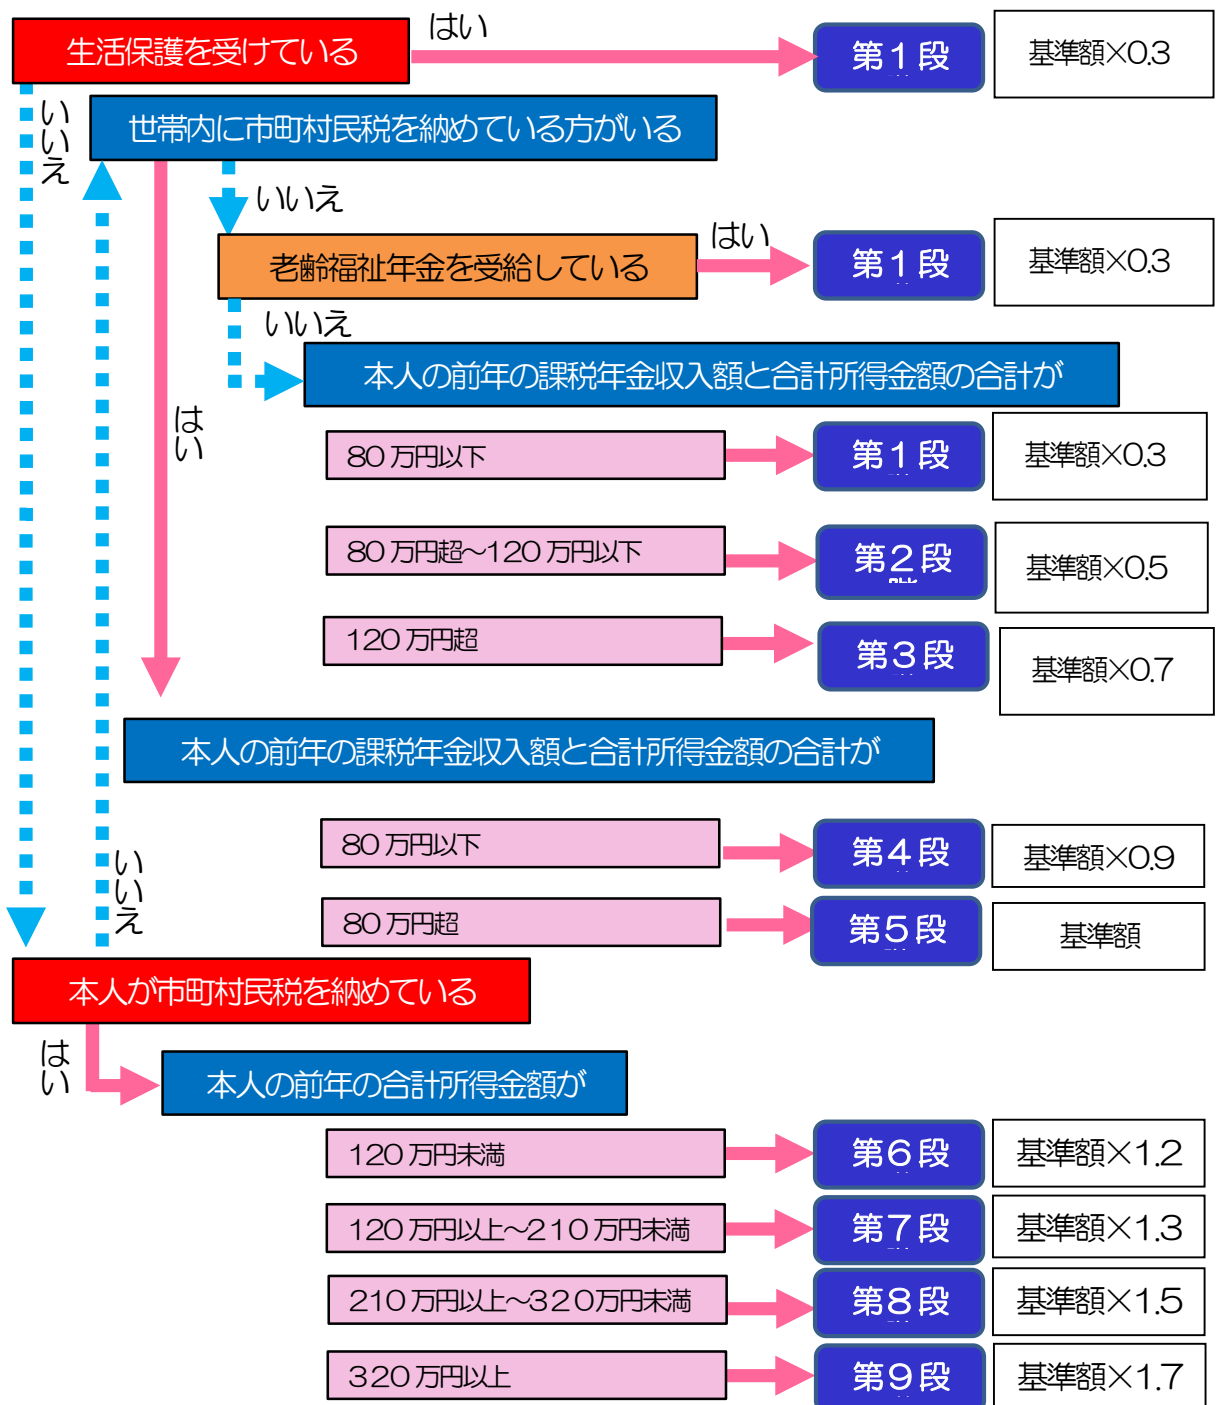 生活保護を受けている
はい
第1段
基準額×0.3
いいえ
世帯内に市町村民税を納めている方がいる
いいえ
老齢福祉年金を受給している
はい
第1段
基準額×0.3
いいえ
本人の前年の課税年金収入額と合計所得金額の合計が
はい
80万円以下
第1段
基準額×0.3
80万円超～120万円以下
第2段
基準額×0.5
120万円超
第3段
基準額×0.7
本人の前年の課税年金収入額と合計所得金額の合計が
80万円以下
第4段
基準額×0.9
いいえ
80万円超
第5段
基準額
本人が市町村民税を納めている
はい
本人の前年の合計所得金額が
120万円未満
第6段
基準額×1.2
120万円以上～210万円未満
第7段
基準額×1.3
210万円以上～320万円未満
第8段
基準額×1.5
320万円以上
第9段
基準額×1.7